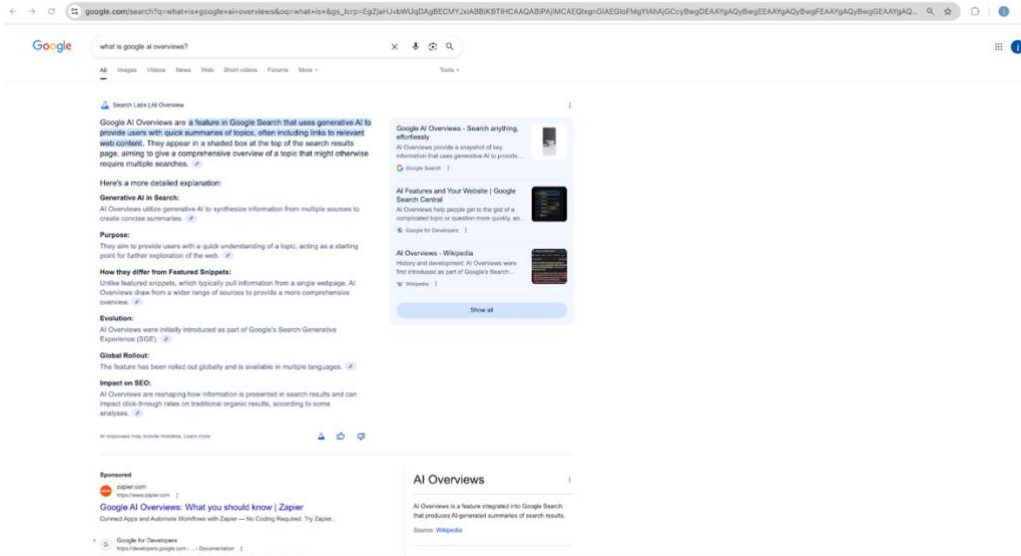 google.com/search?q=what+is+google+ai+overviews&oq=what+is+
Google
what is google ai overviews?
All Images Videos News Web Short videos Forums More Tools
Search Labs | AI Overview
Google AI Overviews are a feature in Google Search that uses generative AI to
provide users with quick summaries of topics, often including links to relevant
web content. They appear in a shaded box at the top of the search results
page, aiming to give a comprehensive overview of a topic that might otherwise
require multiple searches.
Here's a more detailed explanation:
Generative AI in Search:
AI Overviews utilize generative AI to synthesize information from multiple sources to
create concise summaries.
Purpose:
They aim to provide users with a quick understanding of a topic, acting as a starting
point for further exploration of the web.
How they differ from Featured Snippets:
Unlike featured snippets, which typically pull information from a single webpage, AI
Overviews draw from a wider range of sources to provide a more comprehensive
overview.
Evolution:
AI Overviews were initially introduced as part of Google's Search Generative
Experience (SGE).
Global Rollout:
The feature has been rolled out globally and is available in multiple languages.
Impact on SEO:
AI Overviews are reshaping how information is presented in search results and can
impact click-through rates on traditional organic results, according to some
analyses.
AI responses may include mistakes. Learn more
Google AI Overviews - Search anything,
effortlessly
AI Overviews provide a snapshot of key
information that uses generative AI to provide...
Google Search
AI Features and Your Website | Google
Search Central
AI Overviews help people get to the gist of a
complicated topic or question more quickly, an...
Google for Developers
AI Overviews - Wikipedia
History and development. AI Overviews were
first introduced as part of Google's Search...
Wikipedia
Show all
Sponsored
zapier.com
https://www.zapier.com
Google AI Overviews: What you should know | Zapier
Connect Apps and Automate Workflows with Zapier — No Coding Required. Try Zapier...
Google for Developers
https://developers.google.com › ... › Documentation
AI Overviews
AI Overviews is a feature integrated into Google Search
that produces AI-generated summaries of search results.
Source: Wikipedia